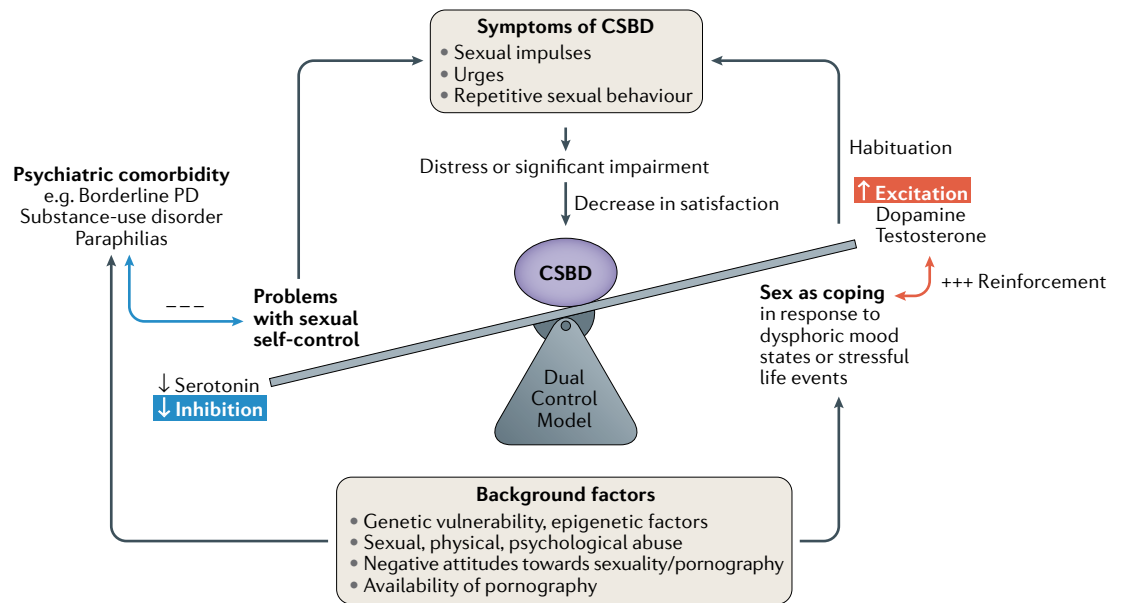 Symptoms of CSBD
• Sexual impulses
• Urges
• Repetitive sexual behaviour
Distress or significant impairment
Decrease in satisfaction
Habituation
Psychiatric comorbidity
e.g. Borderline PD
Substance-use disorder
Paraphilias
– – –
Problems
with sexual
self-control
↓ Serotonin
↓ Inhibition
CSBD
Dual
Control
Model
↑ Excitation
Dopamine
Testosterone
+++ Reinforcement
Sex as coping
in response to
dysphoric mood
states or stressful
life events
Background factors
• Genetic vulnerability, epigenetic factors
• Sexual, physical, psychological abuse
• Negative attitudes towards sexuality/pornography
• Availability of pornography